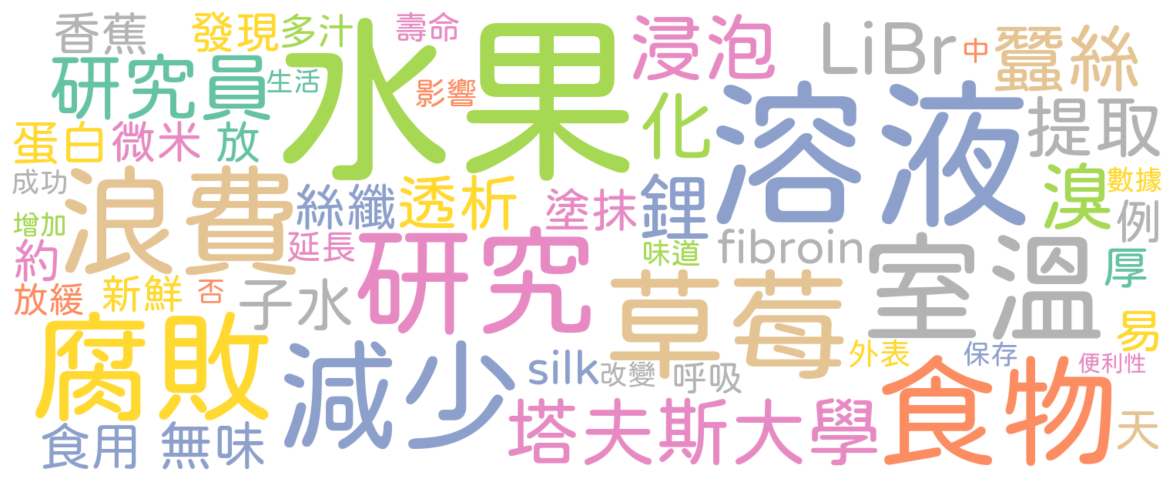 香蕉
發現
多汁
壽命
水果
浸泡
LiBr
中
蠶絲
研究員
生活
影響
化
溶液
提取
蛋白
微米
放
成功
浪費
絲纖
透析
塗抹
鋰
溴
數據
例
增加
約
延長
研究
味道
fibroin
室溫
厚
放緩
新鮮
否
子水
草莓
易
腐敗
減少
silk
改變
呼吸
外表
保存
便利性
食用
無味
塔夫斯大學
食物
天